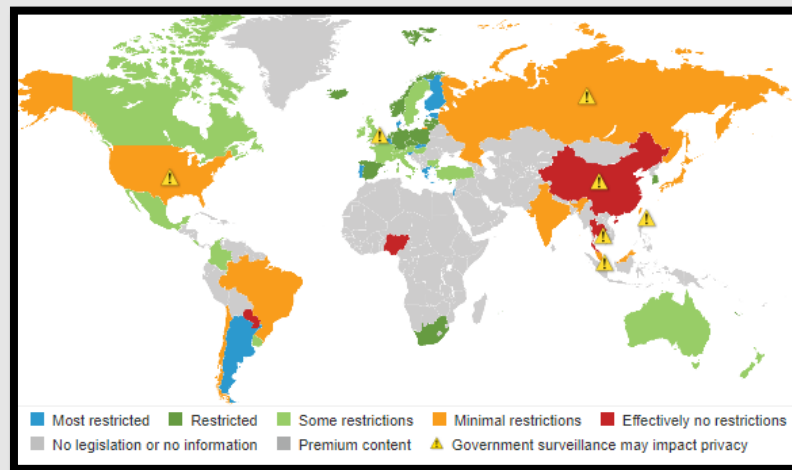 Most restricted Restricted Some restrictions Minimal restrictions Effectively no restrictions
No legislation or no information Premium content Government surveillance may impact privacy